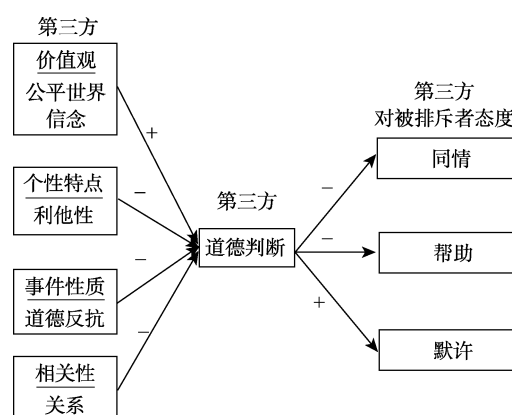 第三方
价值观
公平世界
信念
+
个性特点
利他性
−
事件性质
道德反抗
−
相关性
关系
−
第三方
道德判断
第三方
对被排斥者态度
同情
−
帮助
−
默许
+